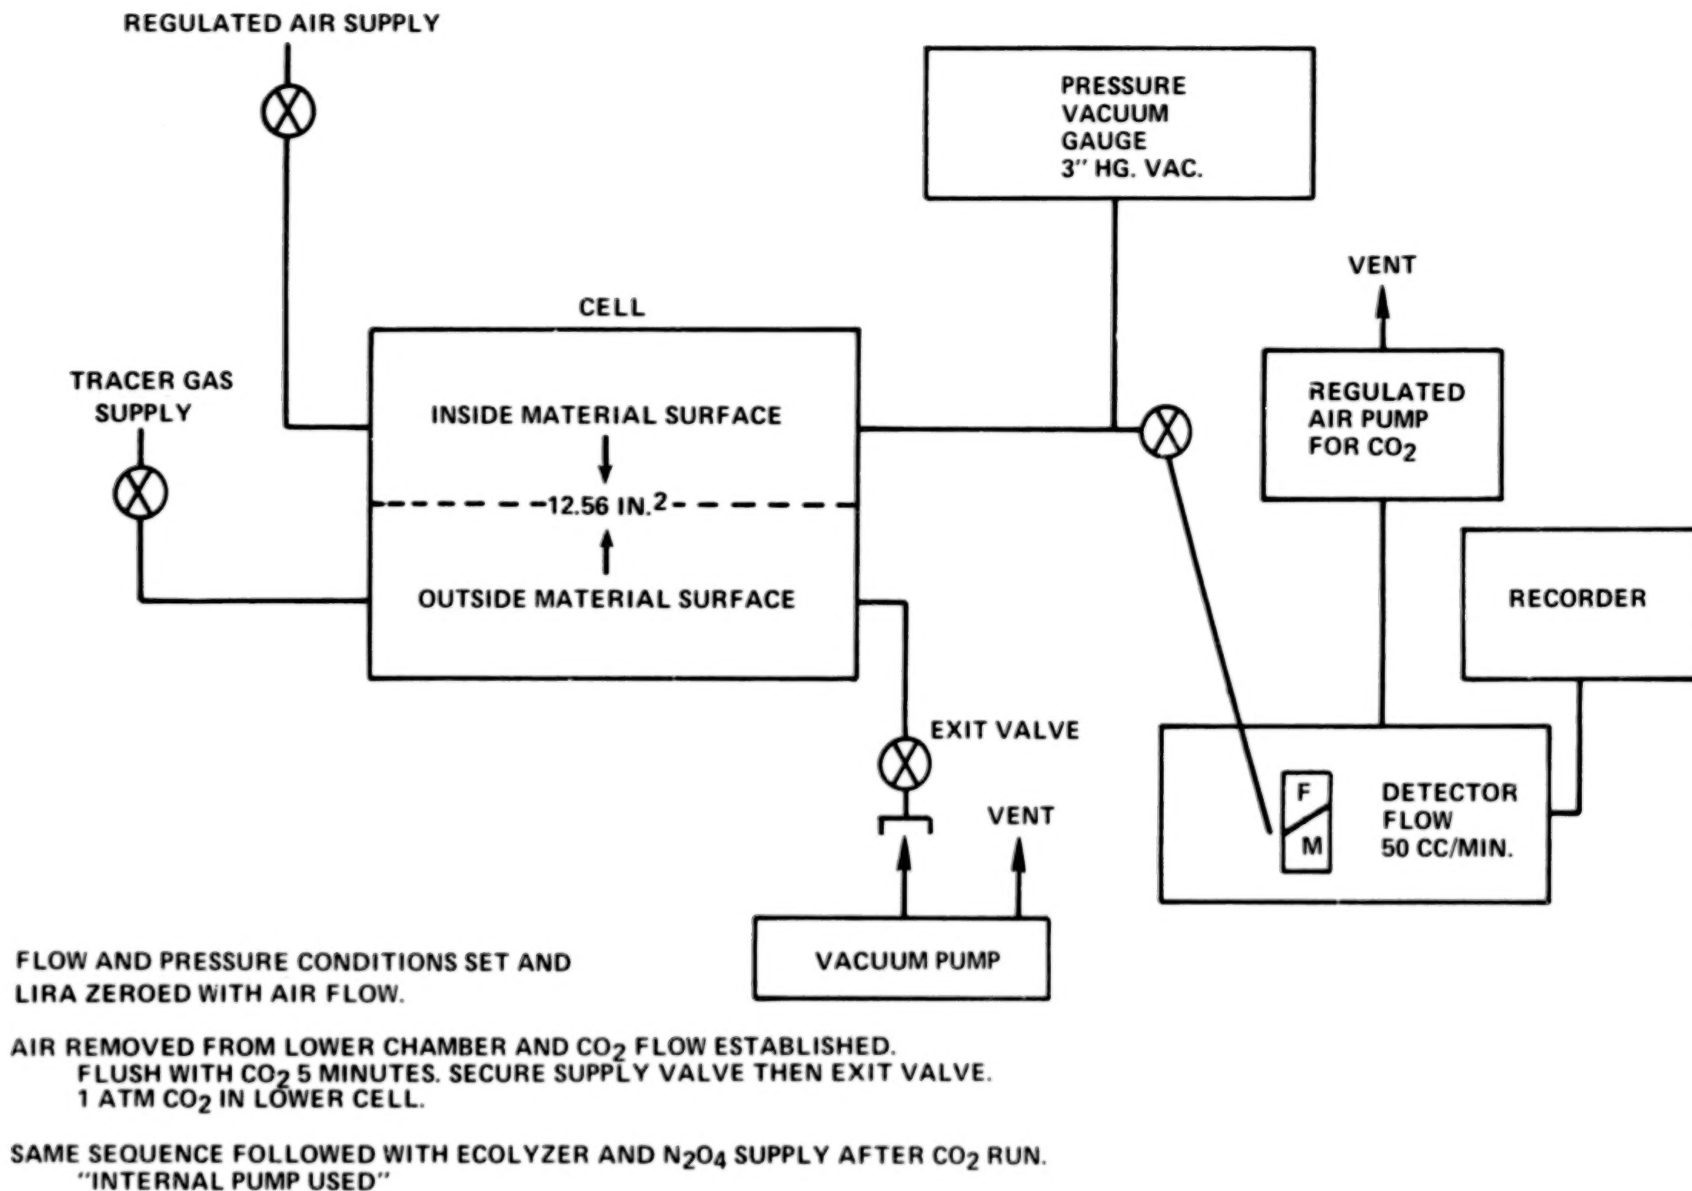 REGULATED AIR SUPPLY
PRESSURE
VACUUM
GAUGE
3" HG. VAC.
VENT
CELL
TRACER GAS
SUPPLY
INSIDE MATERIAL SURFACE
12.56 IN.2
OUTSIDE MATERIAL SURFACE
REGULATED
AIR PUMP
FOR CO2
RECORDER
EXIT VALVE
VENT
F
M
DETECTOR
FLOW
50 CC/MIN.
VACUUM PUMP
FLOW AND PRESSURE CONDITIONS SET AND
LIRA ZEROED WITH AIR FLOW.
AIR REMOVED FROM LOWER CHAMBER AND CO2 FLOW ESTABLISHED.
FLUSH WITH CO2 5 MINUTES. SECURE SUPPLY VALVE THEN EXIT VALVE.
1 ATM CO2 IN LOWER CELL.
SAME SEQUENCE FOLLOWED WITH ECOLYZER AND N2O4 SUPPLY AFTER CO2 RUN.
"INTERNAL PUMP USED"